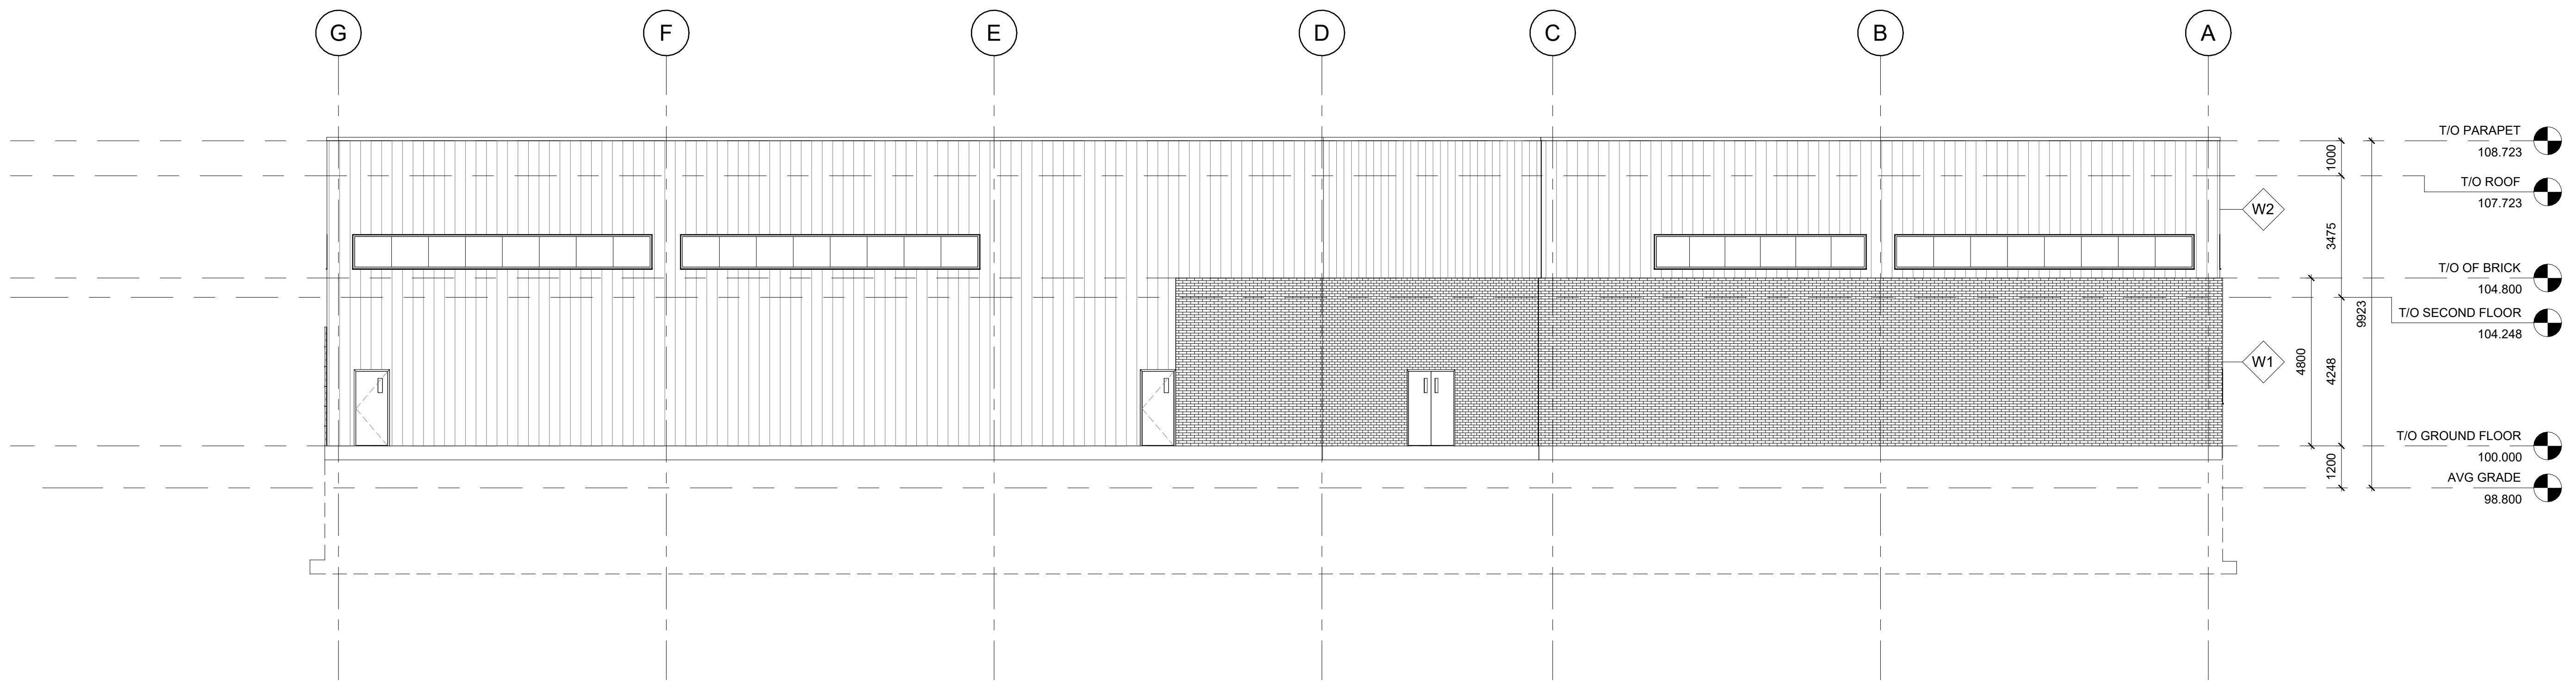 G F E D C B A
T/O PARAPET
108.723
1000
T/O ROOF
107.723
W2
3475
T/O OF BRICK
104.800
9923
T/O SECOND FLOOR
104.248
W1
4800
4248
T/O GROUND FLOOR
100.000
1200
AVG GRADE
98.800